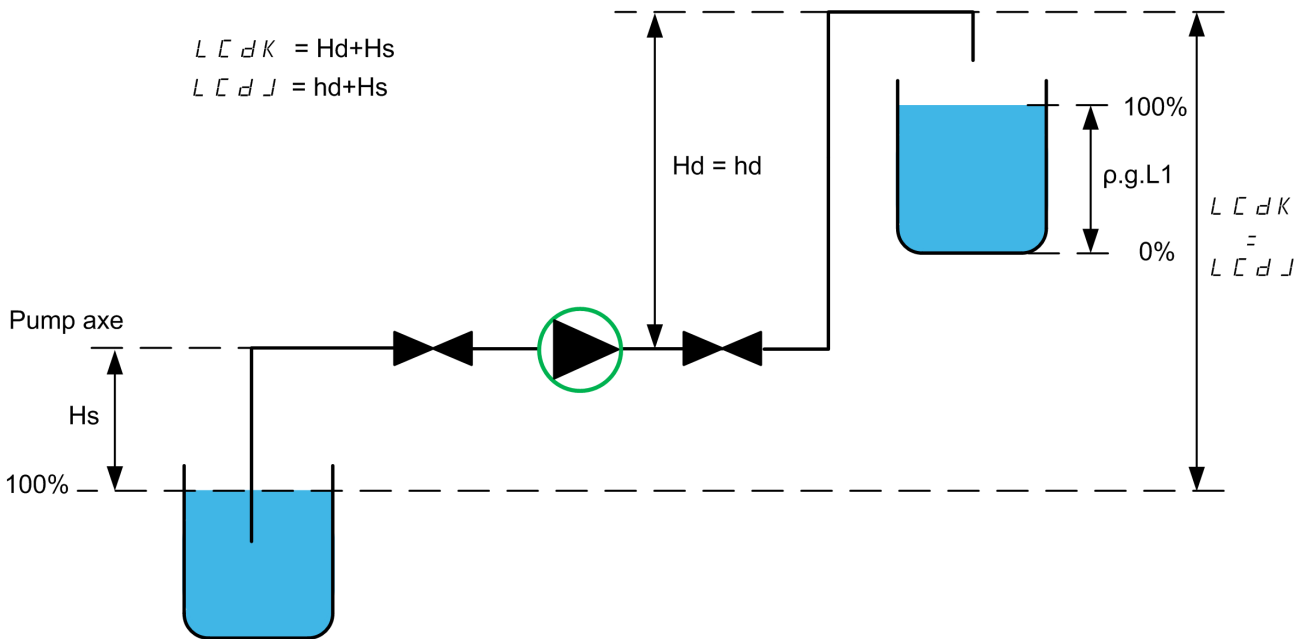 L C d K = Hd+Hs
L C d J = hd+Hs
100%
Hd = hd
ρ.g.L1
L C d K
=
L C d J
0%
Pump axe
Hs
100%